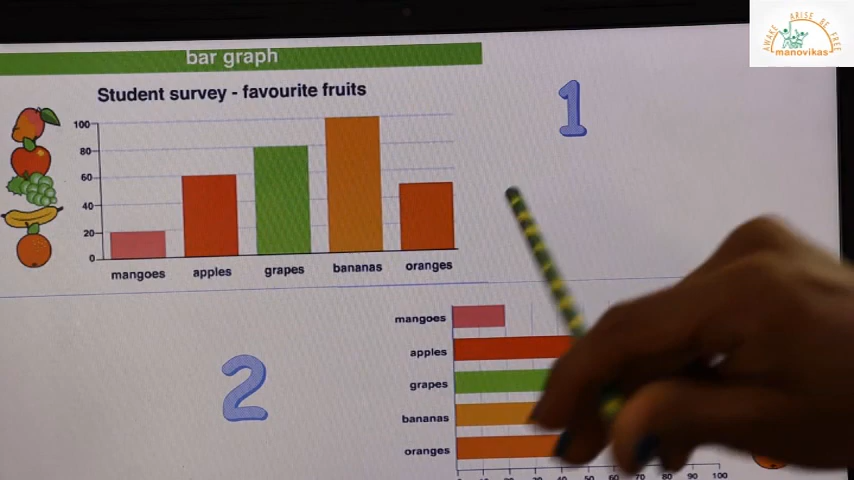 AWAKE ARISE BE FREE
manovikas
bar graph
Student survey - favourite fruits
100
80
60
40
20
0
mangoes apples grapes bananas oranges
1
2
mangoes
apples
grapes
bananas
oranges
70 80 90 100